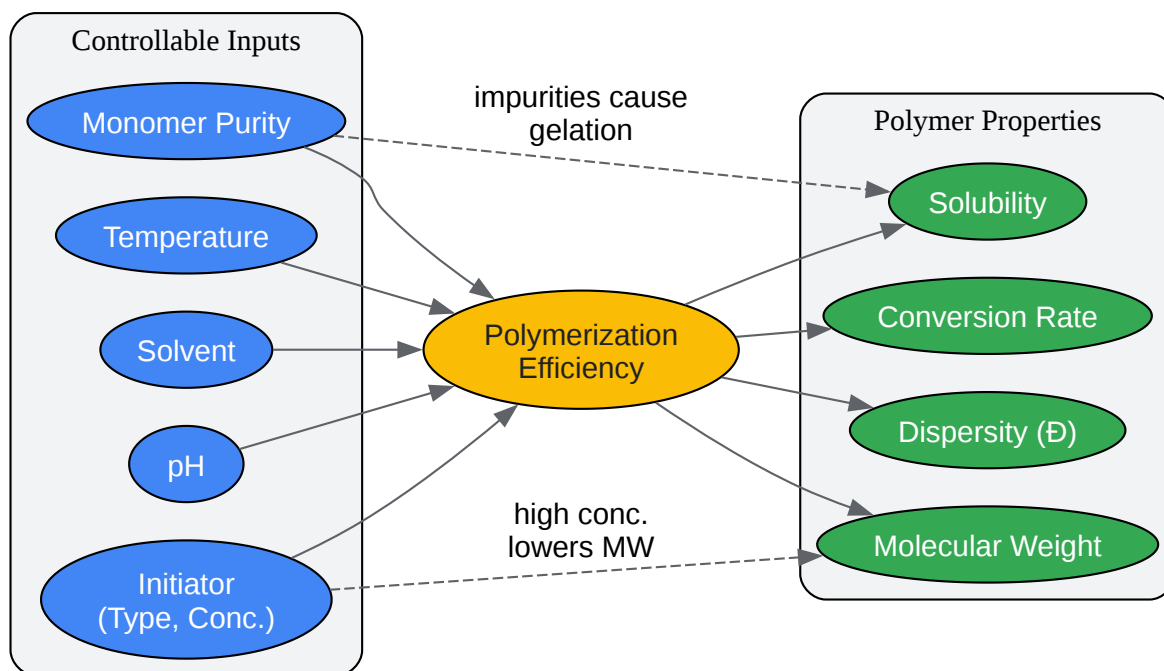 Controllable Inputs
Monomer Purity
Temperature
Solvent
pH
Initiator
(Type, Conc.)
impurities cause
gelation
Polymerization
Efficiency
high conc.
lowers MW
Polymer Properties
Solubility
Conversion Rate
Dispersity (Đ)
Molecular Weight